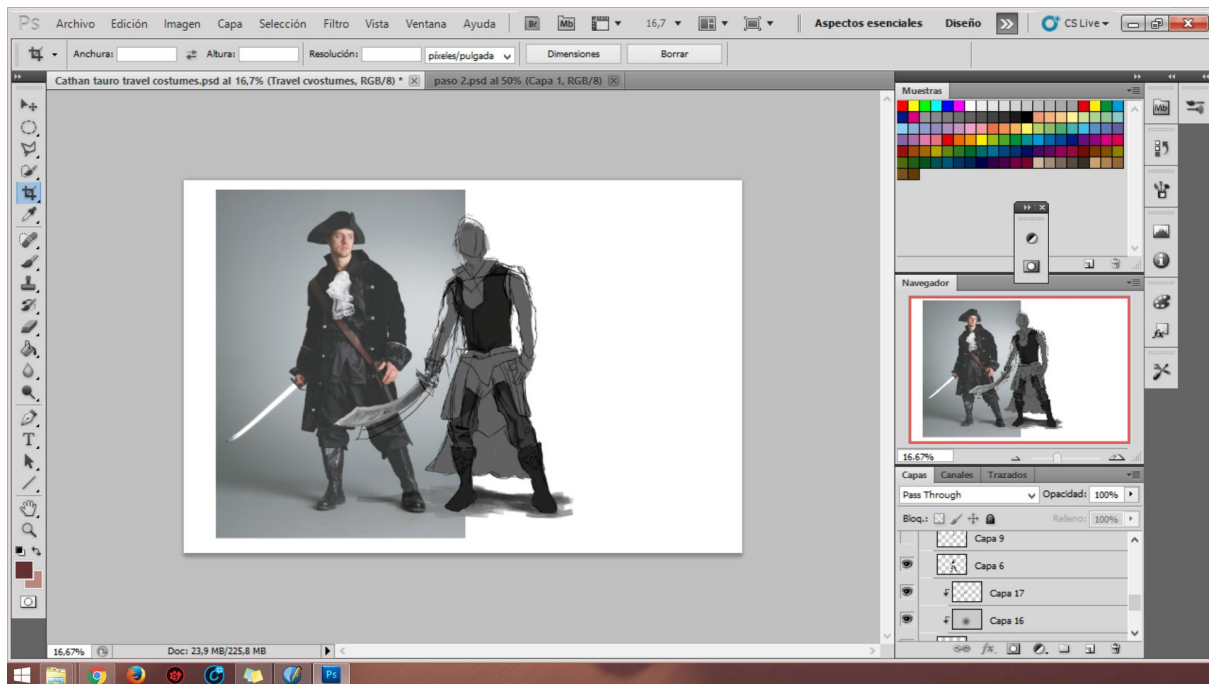 Ps Archivo Edición Imagen Capa Selección Filtro Vista Ventana Ayuda Br Mb 16,7 Aspectos esenciales Diseño CS Live
Anchura: Altura: Resolución: píxeles/pulgada Dimensiones Borrar
Cathan tauro travel costumes.psd al 16,7% (Travel cvostumes, RGB/8) * paso 2.psd al 50% (Capa 1, RGB/8)
Muestras
Mb
Navegador
16.67%
Capas Canales Trazados
Pass Through Opacidad: 100%
Bloq.: Relleno: 100%
Capa 9
Capa 6
Capa 17
Capa 16
fx
16,67% Doc: 23,9 MB/225,8 MB
Ps